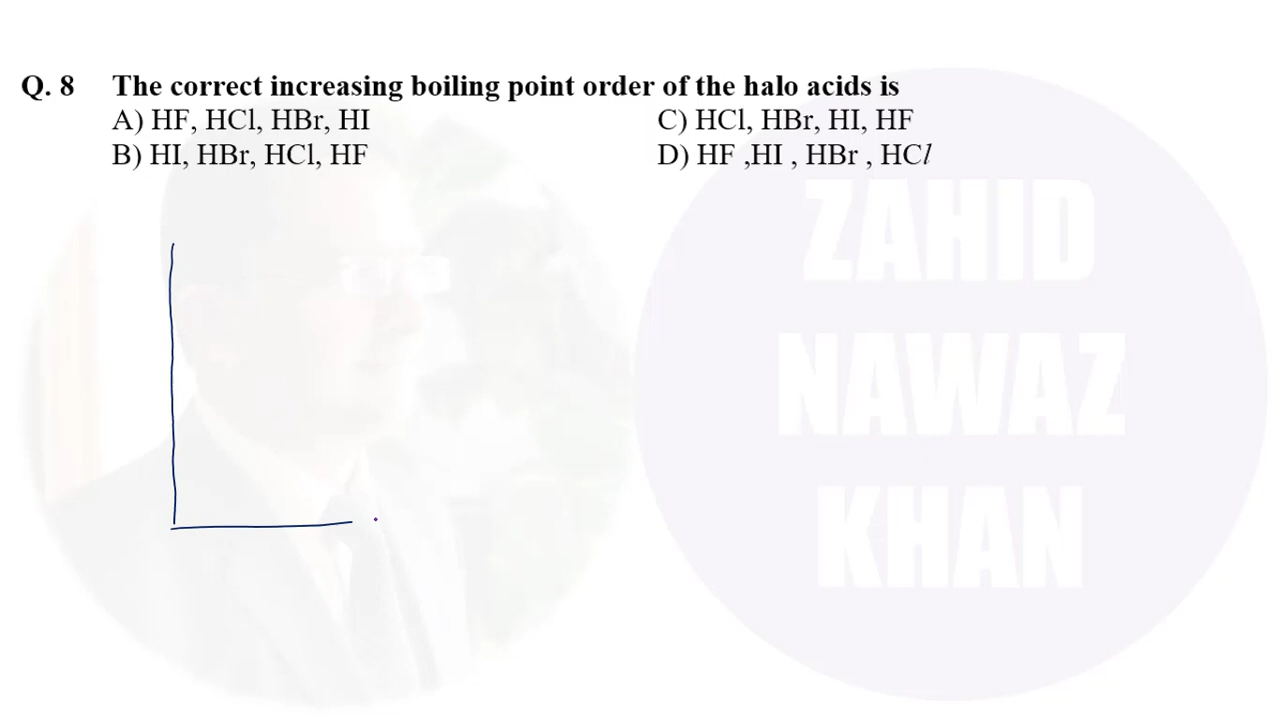 Q. 8 The correct increasing boiling point order of the halo acids is
A) HF, HCl, HBr, HI C) HCl, HBr, HI, HF
B) HI, HBr, HCl, HF D) HF ,HI , HBr , HCl
ZAHID
NAWAZ
KHAN